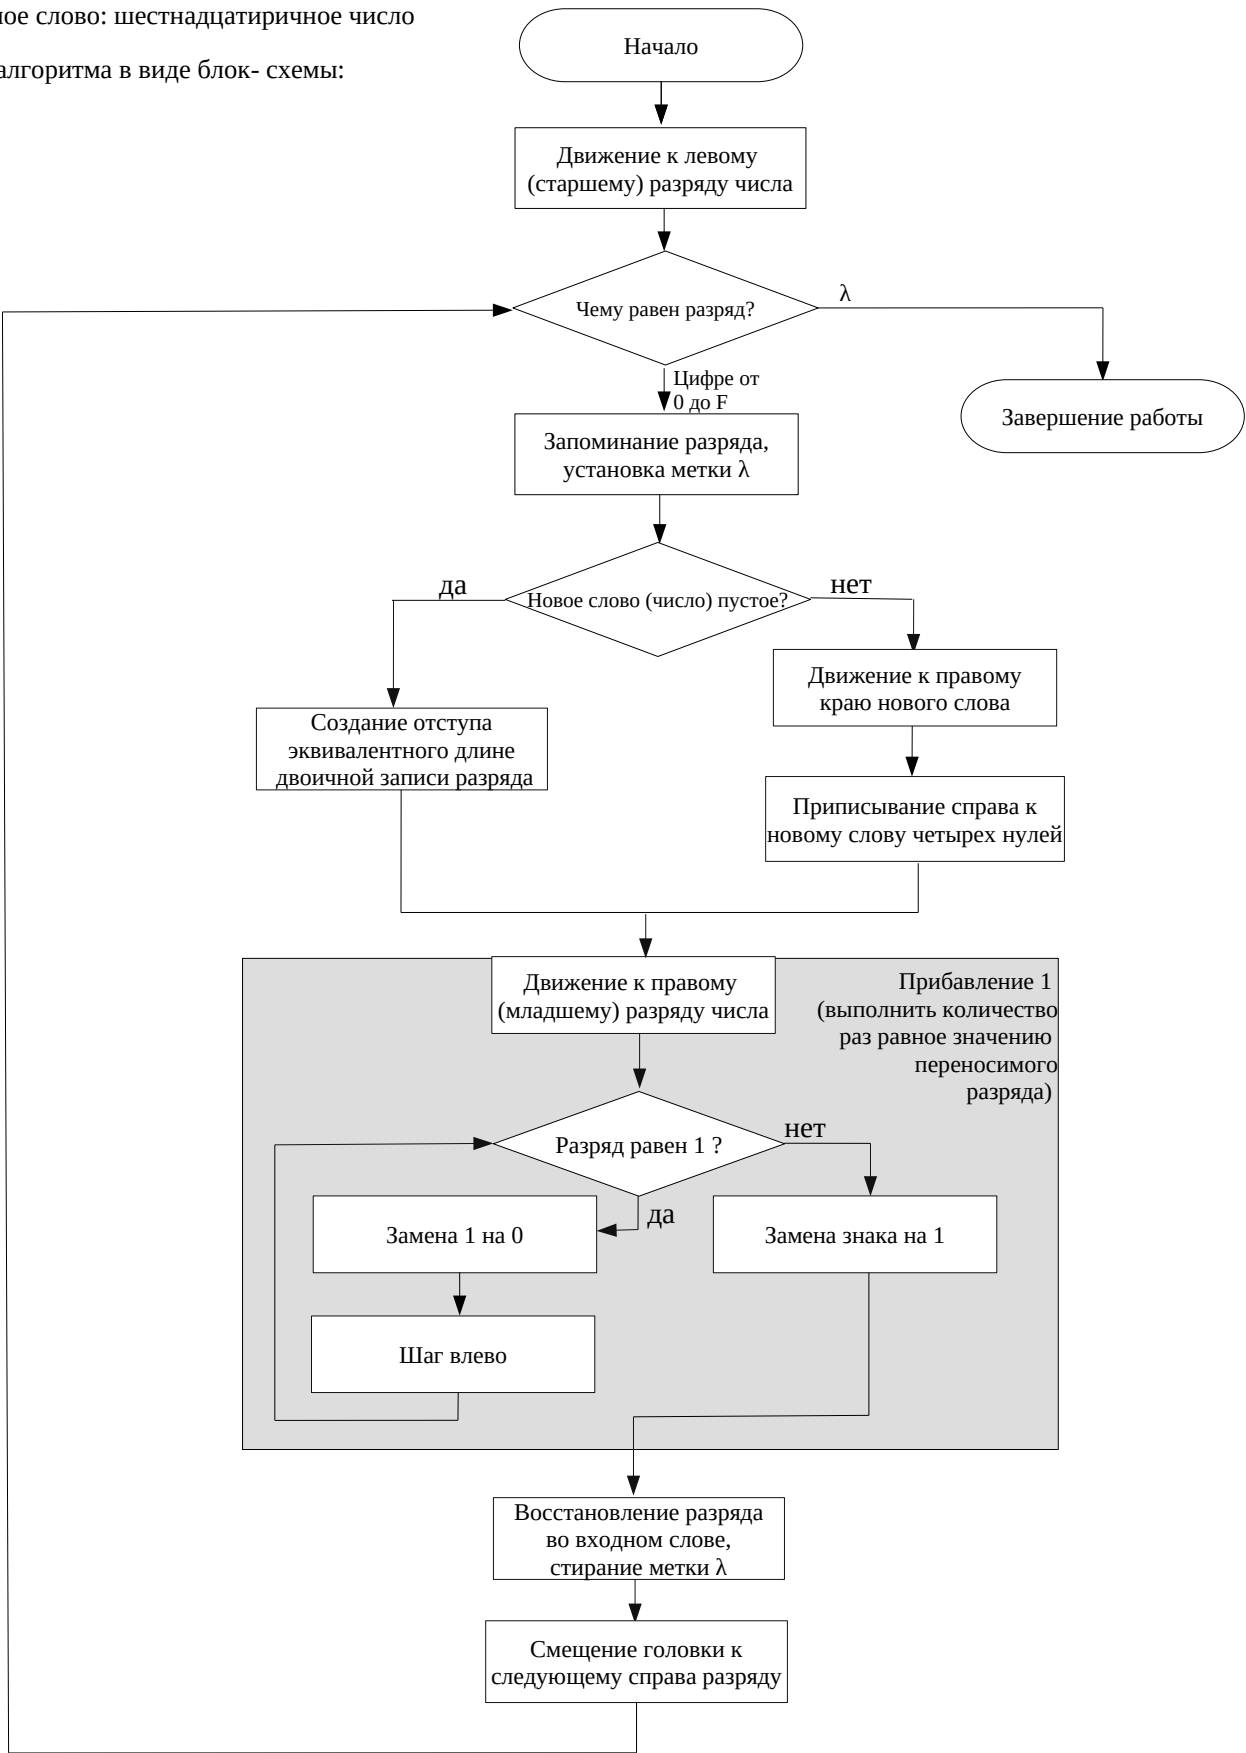 ное слово: шестнадцатиричное число
алгоритма в виде блок- схемы:
Начало
Движение к левому
(старшему) разряду числа
Чему равен разряд?
λ
Цифре от
0 до F
Завершение работы
Запоминание разряда,
установка метки λ
да
нет
Новое слово (число) пустое?
Движение к правому
краю нового слова
Создание отступа
эквивалентного длине
двоичной записи разряда
Приписывание справа к
новому слову четырех нулей
Движение к правому
(младшему) разряду числа
Прибавление 1
(выполнить количество
раз равное значению
переносимого
разряда)
Разряд равен 1 ?
нет
да
Замена 1 на 0
Замена знака на 1
Шаг влево
Восстановление разряда
во входном слове,
стирание метки λ
Смещение головки к
следующему справа разряду